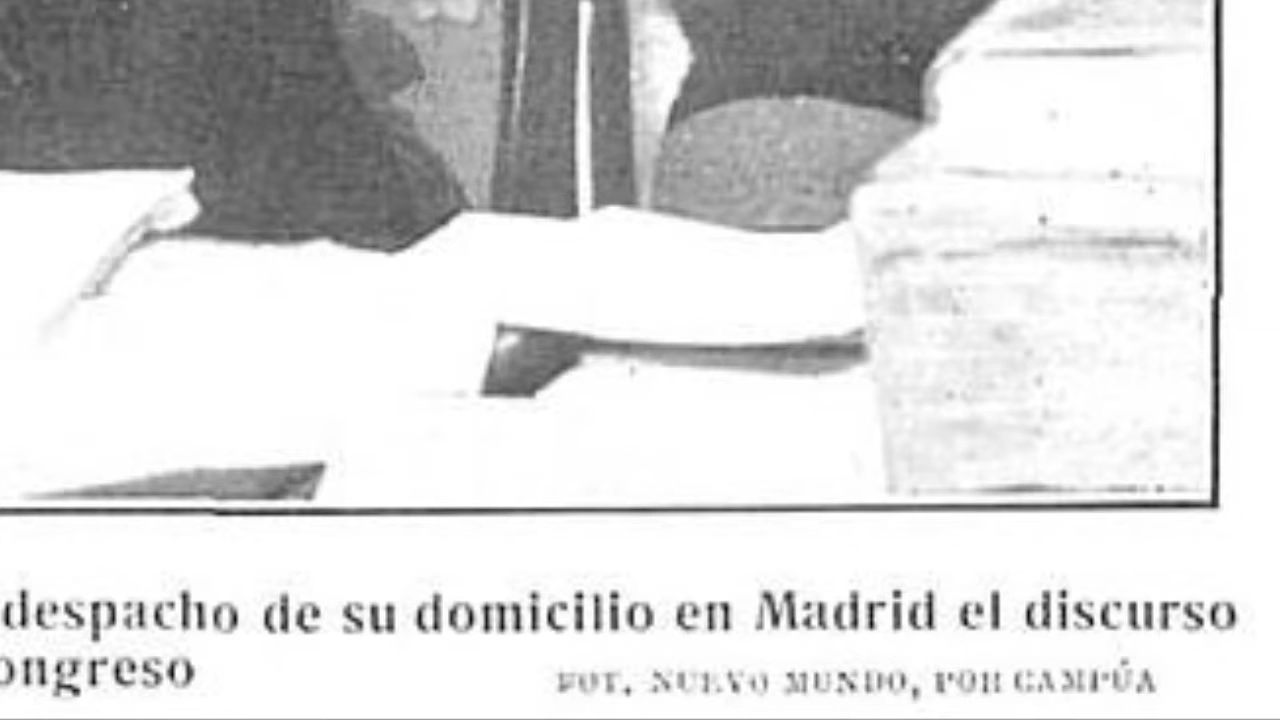 despacho de su domicilio en Madrid el discurso
ongreso
FOT. NUEVO MUNDO, POR CAMPÚA